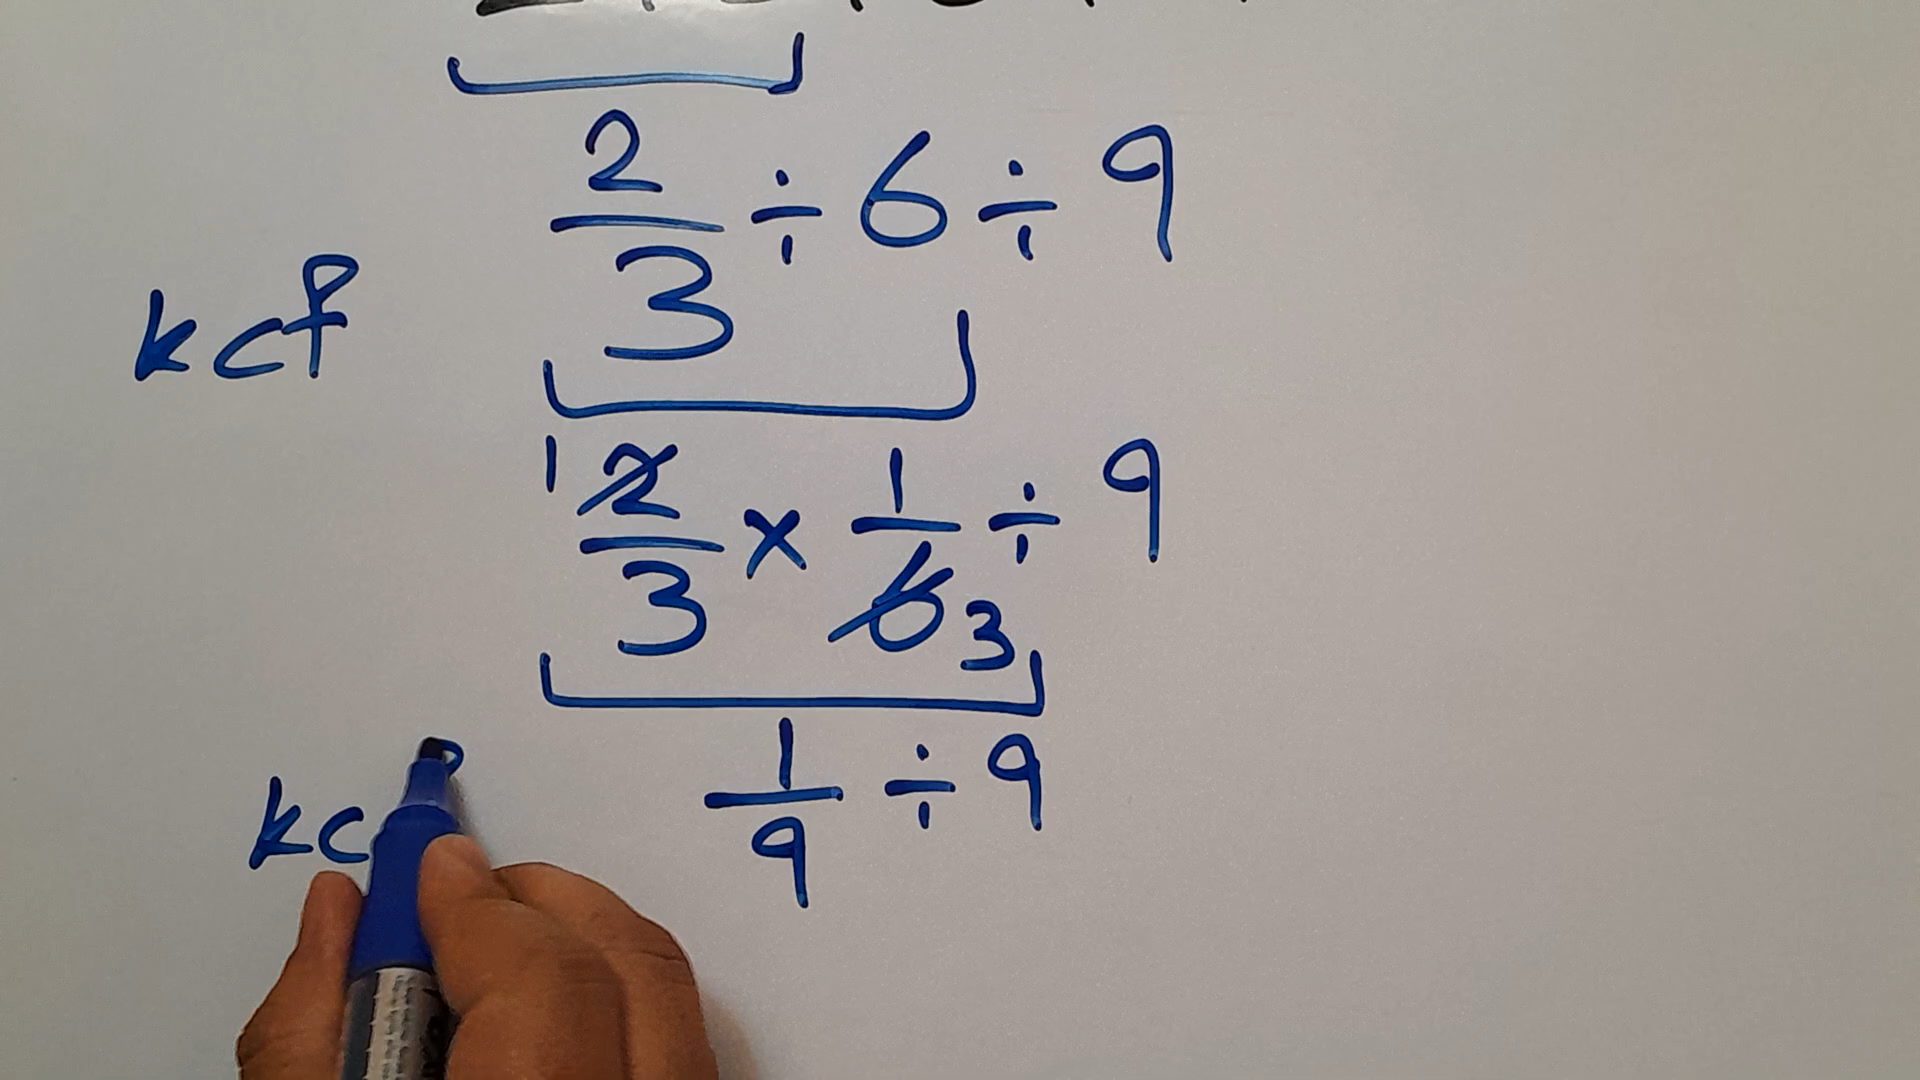 2/3 ÷ 6 ÷ 9
kcf
1 2/3 × 1/6 3 ÷ 9
1/9 ÷ 9
kc